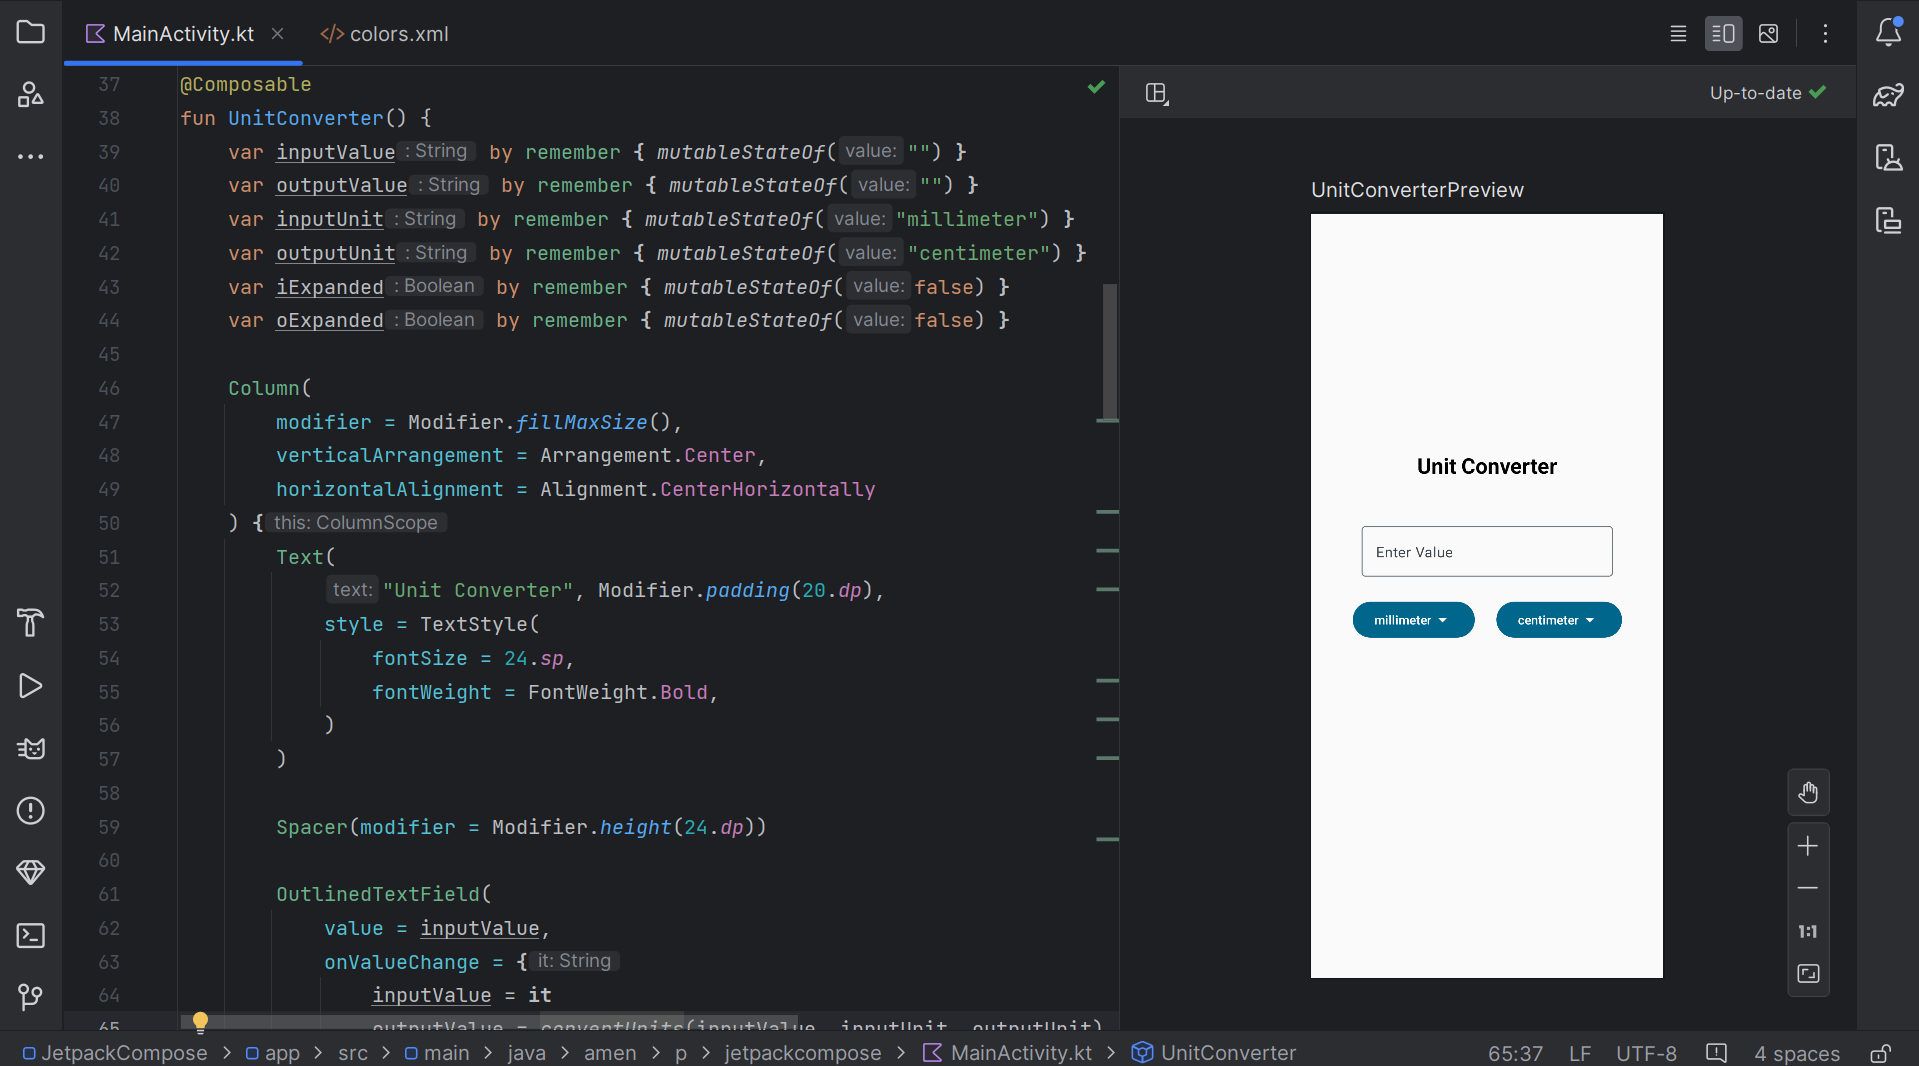 MainActivity.kt
</> colors.xml
37 @Composable
38 fun UnitConverter() {
39 var inputValue : String by remember { mutableStateOf( value: "") }
40 var outputValue : String by remember { mutableStateOf( value: "") }
41 var inputUnit : String by remember { mutableStateOf( value: "millimeter") }
42 var outputUnit : String by remember { mutableStateOf( value: "centimeter") }
43 var iExpanded : Boolean by remember { mutableStateOf( value: false) }
44 var oExpanded : Boolean by remember { mutableStateOf( value: false) }
45
46 Column(
47 modifier = Modifier.fillMaxSize(),
48 verticalArrangement = Arrangement.Center,
49 horizontalAlignment = Alignment.CenterHorizontally
50 ) { this: ColumnScope
51 Text(
52 text: "Unit Converter", Modifier.padding(20.dp),
53 style = TextStyle(
54 fontSize = 24.sp,
55 fontWeight = FontWeight.Bold,
56 )
57 )
58
59 Spacer(modifier = Modifier.height(24.dp))
60
61 OutlinedTextField(
62 value = inputValue,
63 onValueChange = { it: String
64 inputValue = it
65 outputValue = convertUnits(inputValue, inputUnit, outputUnit)
Up-to-date
UnitConverterPreview
Unit Converter
Enter Value
millimeter
centimeter
1:1
JetpackCompose > app > src > main > java > amen > p > jetpackcompose > MainActivity.kt > UnitConverter
65:37 LF UTF-8 4 spaces